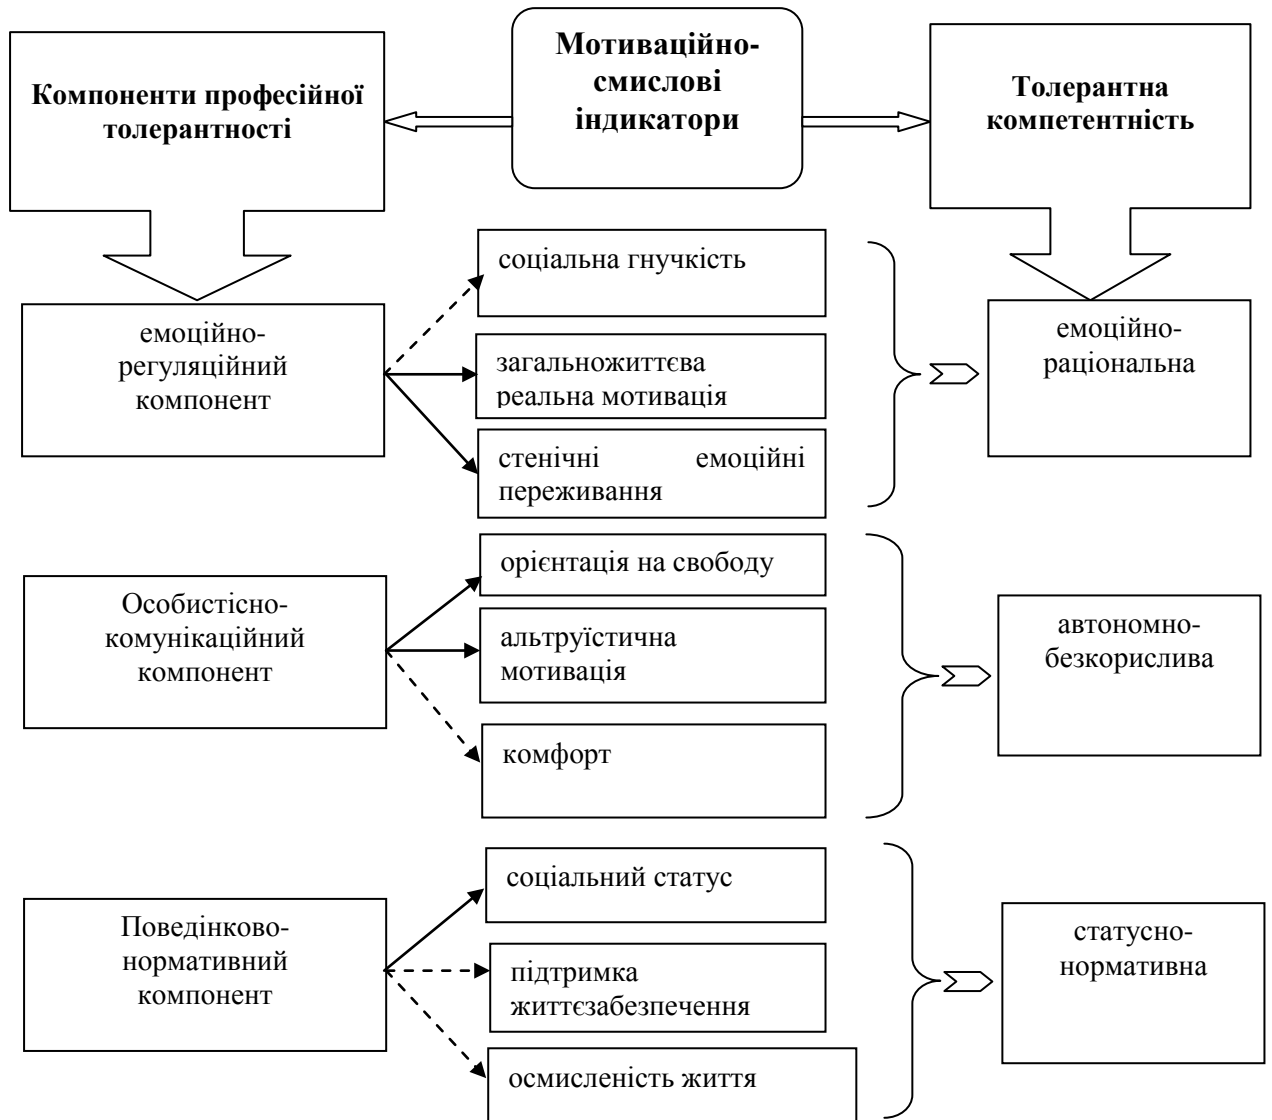 Компоненти професійної
толерантності
Мотиваційно-
смислові
індикатори
Толерантна
компетентність
емоційно-
регуляційний
компонент
соціальна гнучкість
загальножиттєва
реальна мотивація
стенічні емоційні
переживання
емоційно-
раціональна
Особистісно-
комунікаційний
компонент
орієнтація на свободу
альтруїстична
мотивація
комфорт
автономно-
безкорислива
Поведінково-
нормативний
компонент
соціальний статус
підтримка
життєзабезпечення
осмисленість життя
статусно-
нормативна